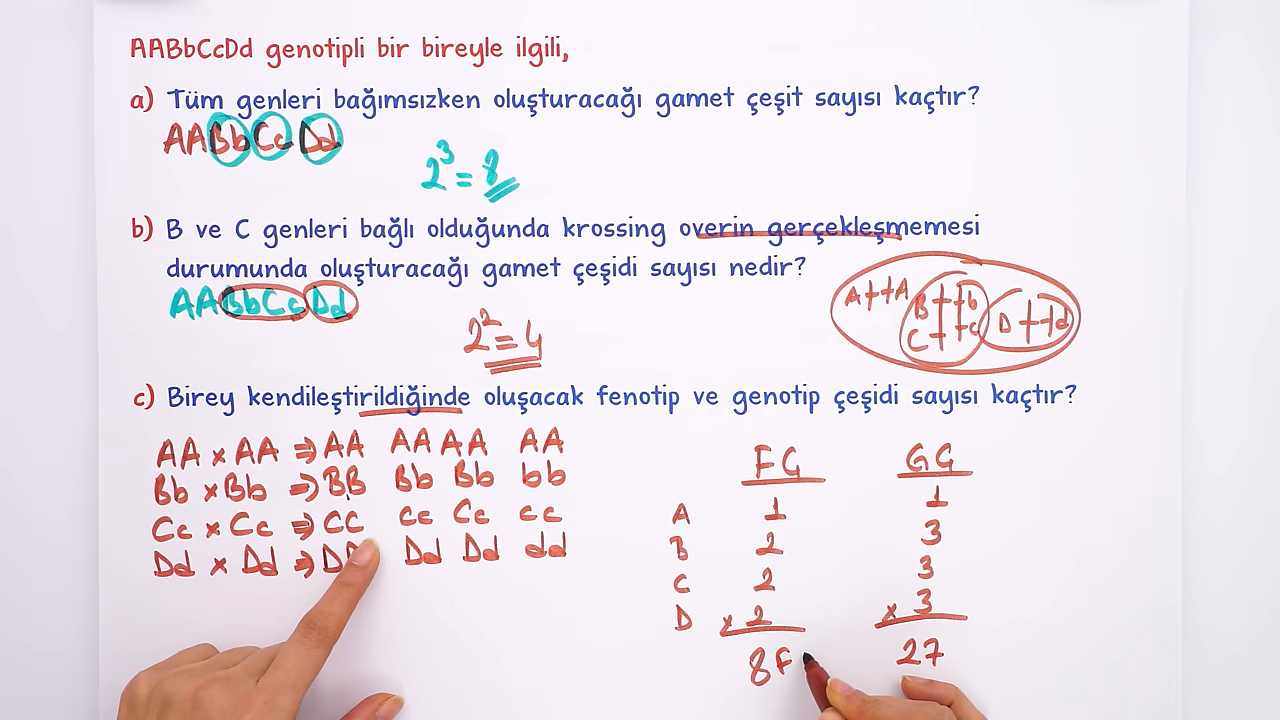 AABbCcDd genotipli bir bireyle ilgili,
a) Tüm genleri bağımsızken oluşturacağı gamet çeşit sayısı kaçtır?
AABbCcDd
2³ = 8
b) B ve C genleri bağlı olduğunda krossing overin gerçekleşmemesi
durumunda oluşturacağı gamet çeşidi sayısı nedir?
AABbCcDd
2² = 4
A A B b D d
C c
c) Birey kendileştirildiğinde oluşacak fenotip ve genotip çeşidi sayısı kaçtır?
AA x AA ⇒ AA AA AA AA
Bb x Bb ⇒ BB Bb Bb bb
Cc x Cc ⇒ CC Cc Cc cc
Dd x Dd ⇒ DD Dd Dd dd
FG GG
A 1 1
B 2 3
C 2 3
D x 2 x 3
8F 27